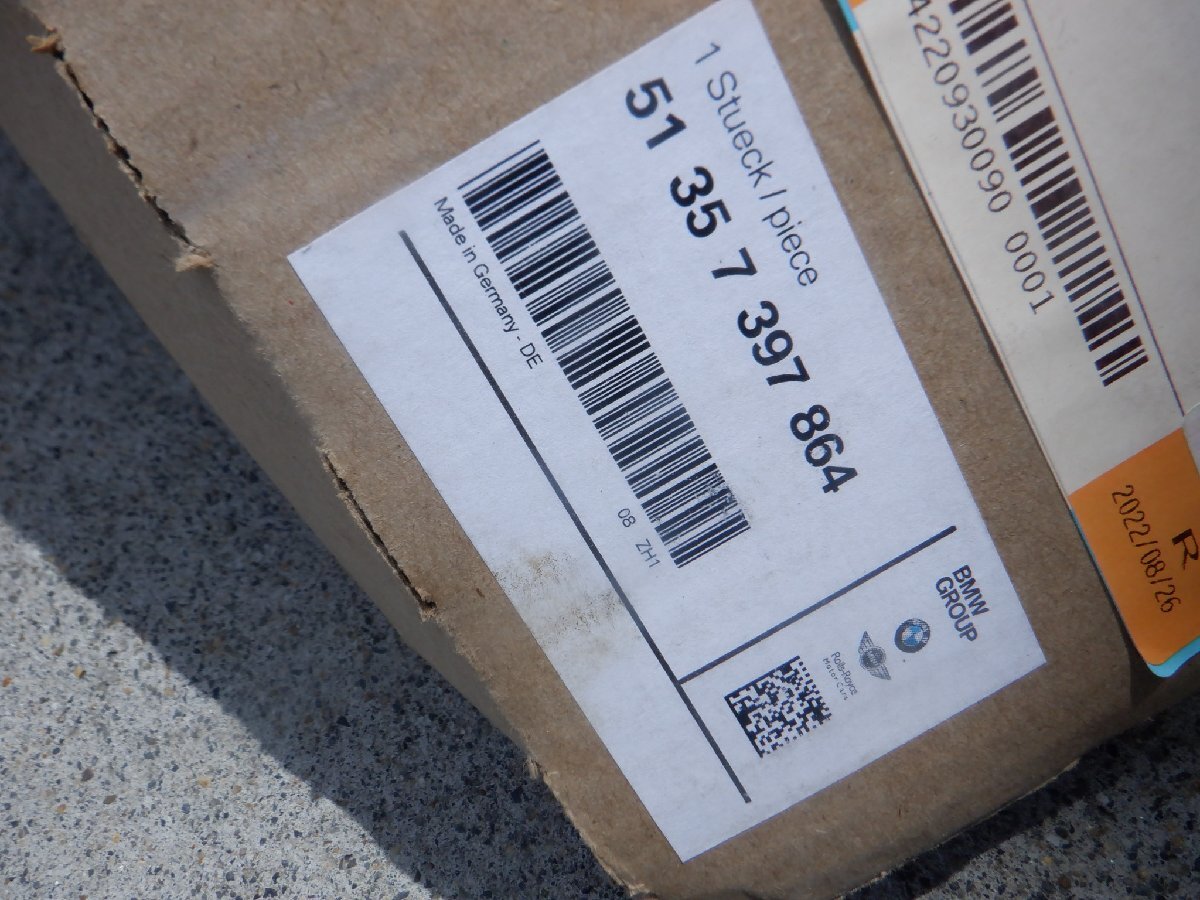 1 Stueck / piece
51 35 7 397 864
Made in Germany - DE
08 ZH1
BMW
GROUP
Rolls-Royce
Motor Cars
4220930090 0001
R
2022/08/26